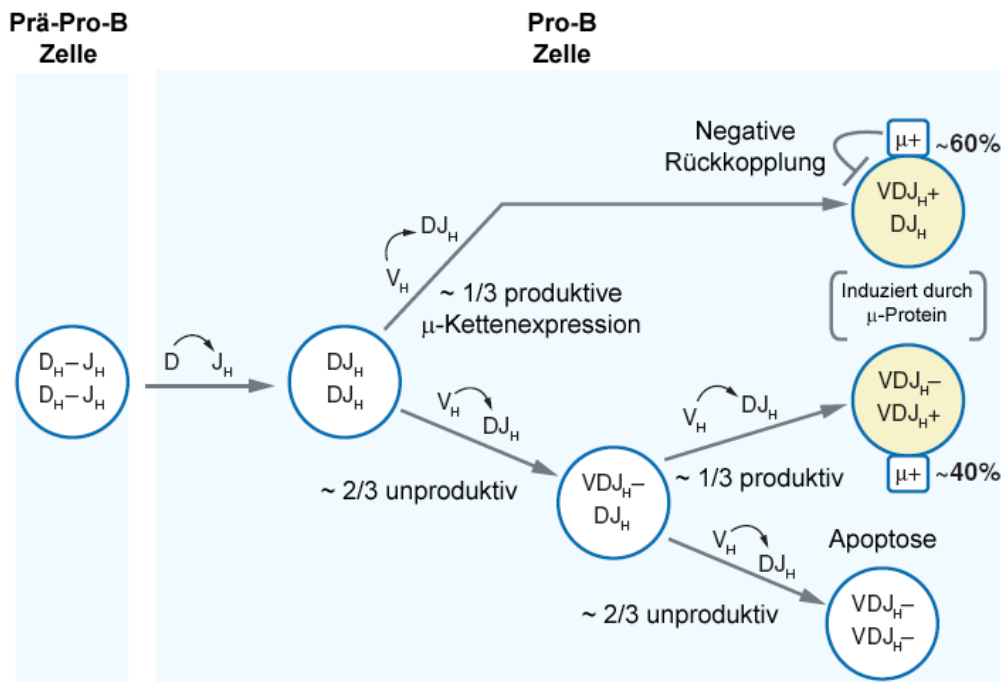 Prä-Pro-B
Zelle
Pro-B
Zelle
Negative
Rückkopplung
μ+
~60%
VDJH+
DJH
DJH
VH
~ 1/3 produktive
μ-Kettenexpression
Induziert durch
μ-Protein
DH–JH
DH–JH
D JH
DJH
DJH
VH
DJH
VH
DJH
VDJH–
VDJH+
μ+
~40%
~ 2/3 unproduktiv
VDJH–
DJH
~ 1/3 produktiv
VH
DJH
Apoptose
~ 2/3 unproduktiv
VDJH–
VDJH–